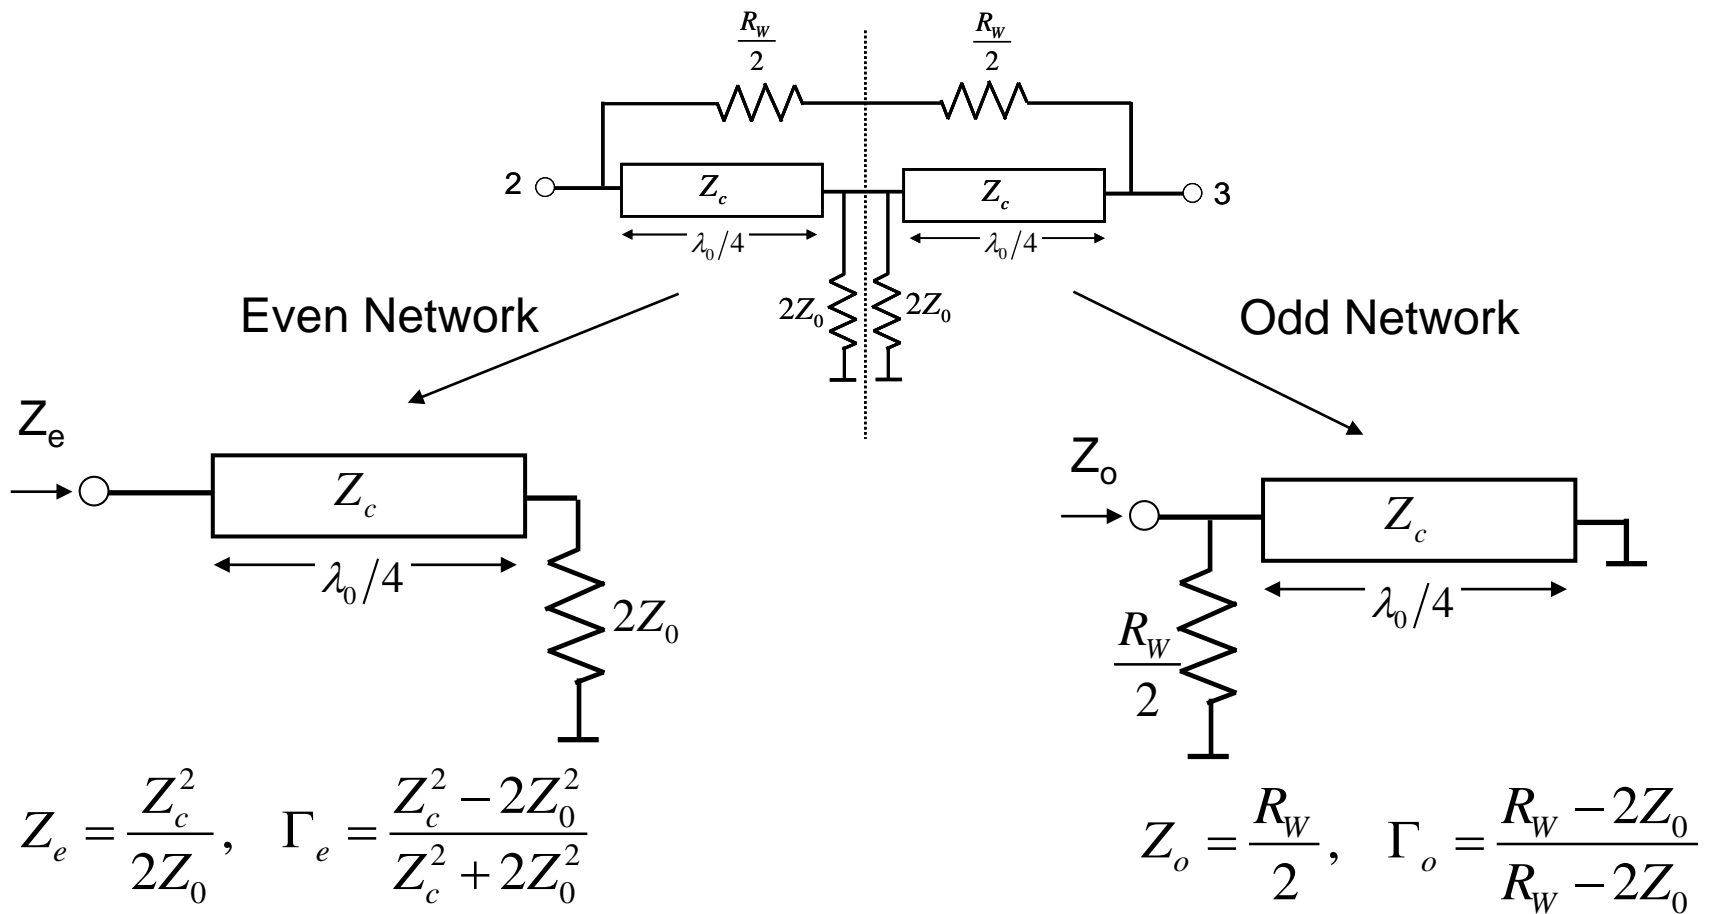 R_W/2 R_W/2
2 Z_c Z_c 3
λ_0/4 λ_0/4
2Z_0 2Z_0
Even Network Odd Network
Z_e
Z_c
λ_0/4
2Z_0
Z_e = Z_c^2/2Z_0, Γ_e = (Z_c^2 − 2Z_0^2)/(Z_c^2 + 2Z_0^2)
Z_o
Z_c
λ_0/4
R_W/2
Z_o = R_W/2, Γ_o = (R_W − 2Z_0)/(R_W − 2Z_0)